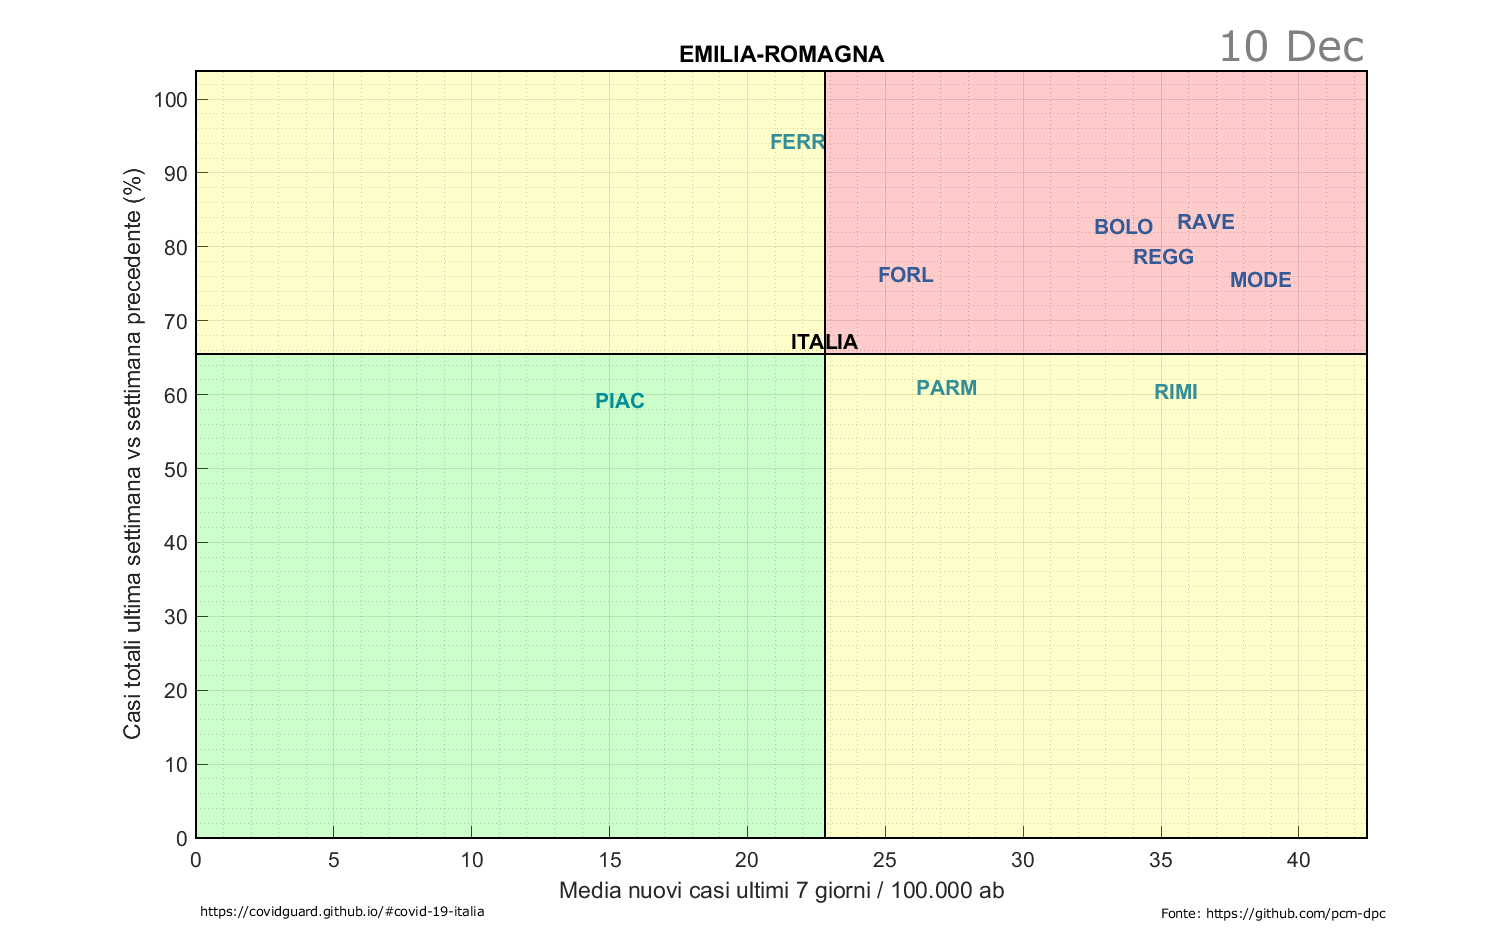 10 Dec
EMILIA-ROMAGNA
Casi totali ultima settimana vs settimana precedente (%)
100
90
80
70
60
50
40
30
20
10
0
FERR
BOLO
RAVE
REGG
FORL
MODE
ITALIA
PIAC
PARM
RIMI
0 5 10 15 20 25 30 35 40
Media nuovi casi ultimi 7 giorni / 100.000 ab
https://covidguard.github.io/#covid-19-italia
Fonte: https://github.com/pcm-dpc